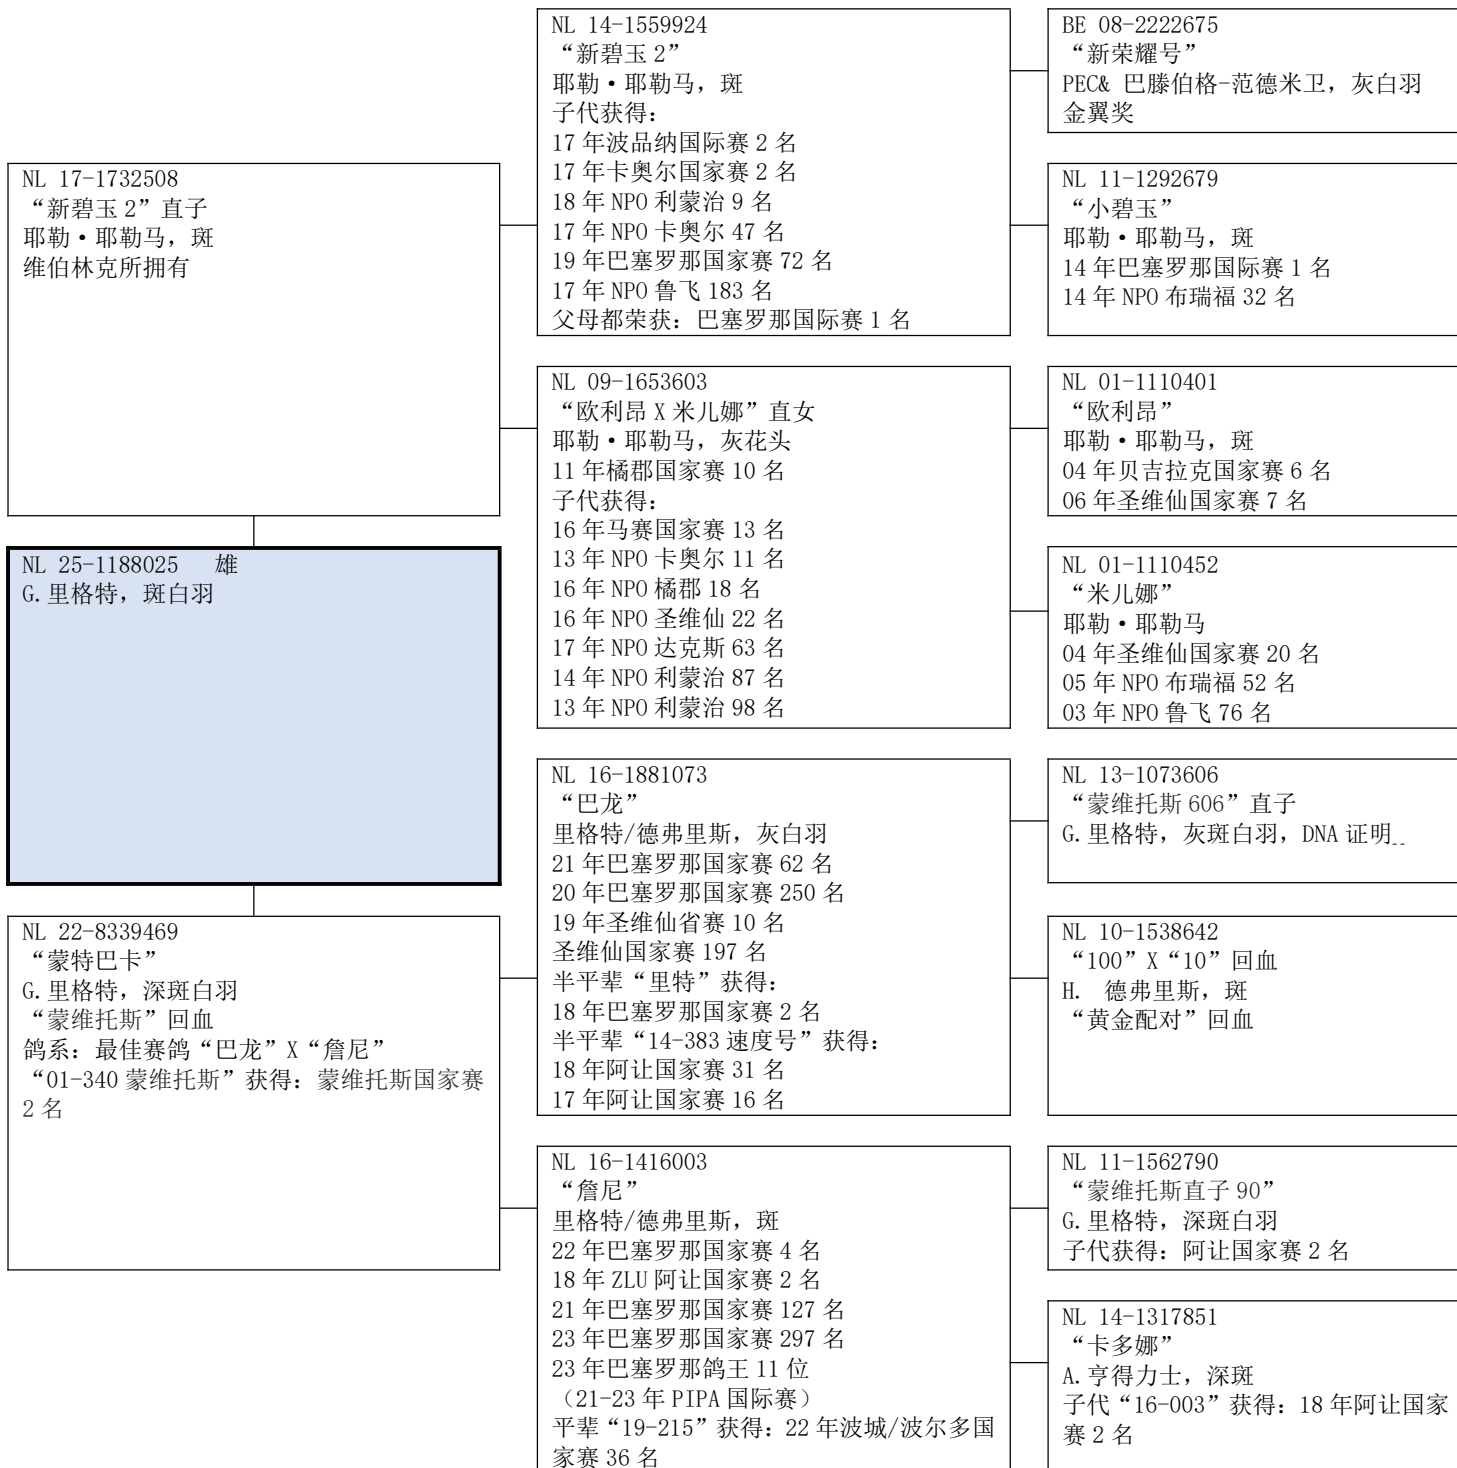 NL 17-1732508
“新碧玉 2”直子
耶勒·耶勒马，斑
维伯林克所拥有
NL 25-1188025 雄
G.里格特，斑白羽
NL 22-8339469
“蒙特巴卡”
G.里格特，深斑白羽
“蒙维托斯”回血
鸽系：最佳赛鸽“巴龙”X“詹尼”
“01-340 蒙维托斯”获得：蒙维托斯国家赛
2 名
NL 14-1559924
“新碧玉 2”
耶勒·耶勒马，斑
子代获得：
17 年波品纳国际赛 2 名
17 年卡奥尔国家赛 2 名
18 年 NPO 利蒙治 9 名
17 年 NPO 卡奥尔 47 名
19 年巴塞罗那国家赛 72 名
17 年 NPO 鲁飞 183 名
父母都荣获：巴塞罗那国际赛 1 名
NL 09-1653603
“欧利昂 X 米儿娜”直女
耶勒·耶勒马，灰花头
11 年橘郡国家赛 10 名
子代获得：
16 年马赛国家赛 13 名
13 年 NPO 卡奥尔 11 名
16 年 NPO 橘郡 18 名
16 年 NPO 圣维仙 22 名
17 年 NPO 达克斯 63 名
14 年 NPO 利蒙治 87 名
13 年 NPO 利蒙治 98 名
NL 16-1881073
“巴龙”
里格特/德弗里斯，灰白羽
21 年巴塞罗那国家赛 62 名
20 年巴塞罗那国家赛 250 名
19 年圣维仙省赛 10 名
圣维仙国家赛 197 名
半平辈“里特”获得：
18 年巴塞罗那国家赛 2 名
半平辈“14-383 速度号”获得：
18 年阿让国家赛 31 名
17 年阿让国家赛 16 名
NL 16-1416003
“詹尼”
里格特/德弗里斯，斑
22 年巴塞罗那国家赛 4 名
18 年 ZLU 阿让国家赛 2 名
21 年巴塞罗那国家赛 127 名
23 年巴塞罗那国家赛 297 名
23 年巴塞罗那鸽王 11 位
（21-23 年 PIPA 国际赛）
平辈“19-215”获得：22 年波城/波尔多国
家赛 36 名
BE 08-2222675
“新荣耀号”
PEC& 巴滕伯格-范德米卫，灰白羽
金翼奖
NL 11-1292679
“小碧玉”
耶勒·耶勒马，斑
14 年巴塞罗那国际赛 1 名
14 年 NPO 布瑞福 32 名
NL 01-1110401
“欧利昂”
耶勒·耶勒马，斑
04 年贝吉拉克国家赛 6 名
06 年圣维仙国家赛 7 名
NL 01-1110452
“米儿娜”
耶勒·耶勒马
04 年圣维仙国家赛 20 名
05 年 NPO 布瑞福 52 名
03 年 NPO 鲁飞 76 名
NL 13-1073606
“蒙维托斯 606”直子
G.里格特，灰斑白羽，DNA 证明
NL 10-1538642
“100”X“10”回血
H. 德弗里斯，斑
“黄金配对”回血
NL 11-1562790
“蒙维托斯直子 90”
G.里格特，深斑白羽
子代获得：阿让国家赛 2 名
NL 14-1317851
“卡多娜”
A.亨得力士，深斑
子代“16-003”获得：18 年阿让国家
赛 2 名